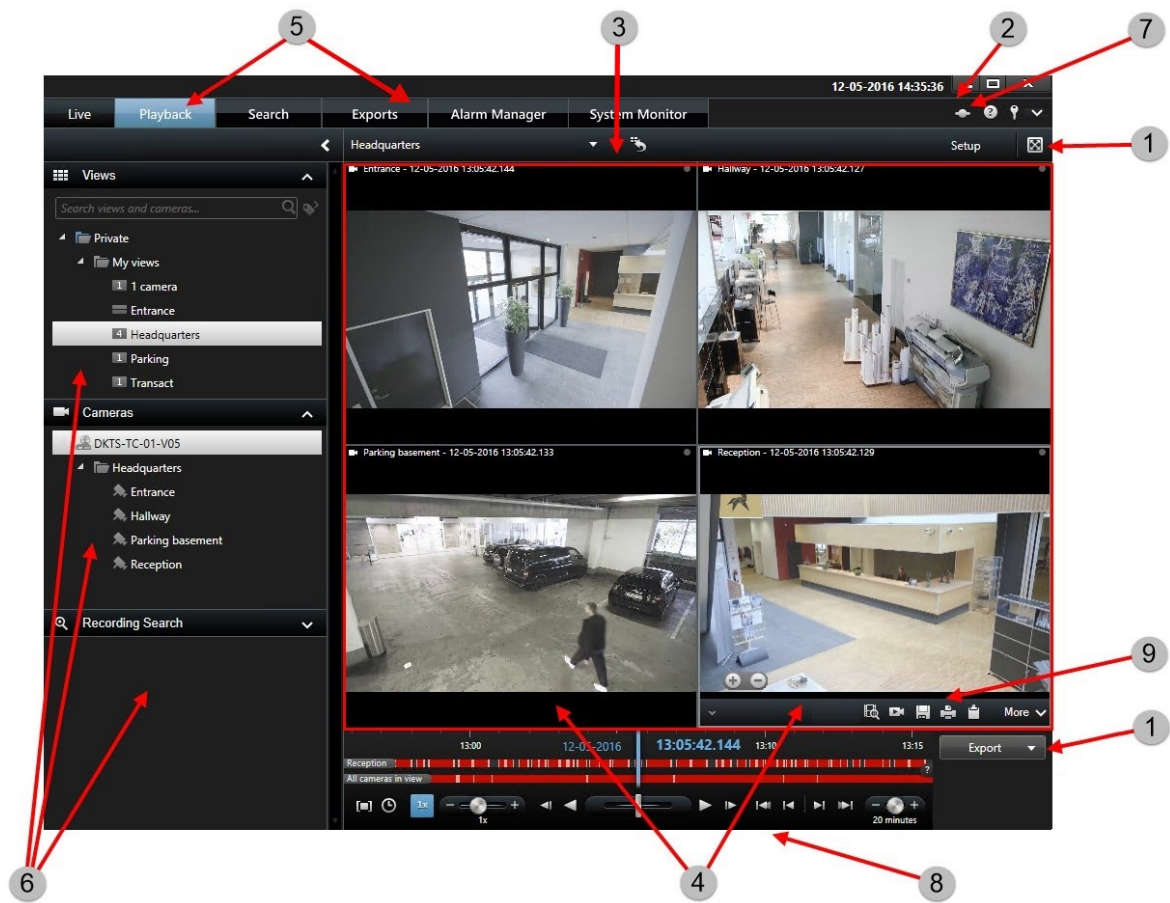 5
3
2
7
12-05-2016 14:35:36
Live Playback Search Exports Alarm Manager System Monitor
?
Headquarters
Setup
1
Views
Entrance - 12-05-2016 13:05:42.144
Hallway - 12-05-2016 13:05:42.127
Search views and cameras...
Private
My views
1 1 camera
Entrance
4 Headquarters
1 Parking
1 Transact
Cameras
DKTS-TC-01-V05
Headquarters
Entrance
Hallway
Parking basement
Reception
Recording Search
Parking basement - 12-05-2016 13:05:42.133
Reception - 12-05-2016 13:05:42.129
9
More
13:00 12-05-2016 13:05:42.144 13:10 13:15
Export
1
Reception
?
All cameras in view
1x
1x
20 minutes
6
4
8